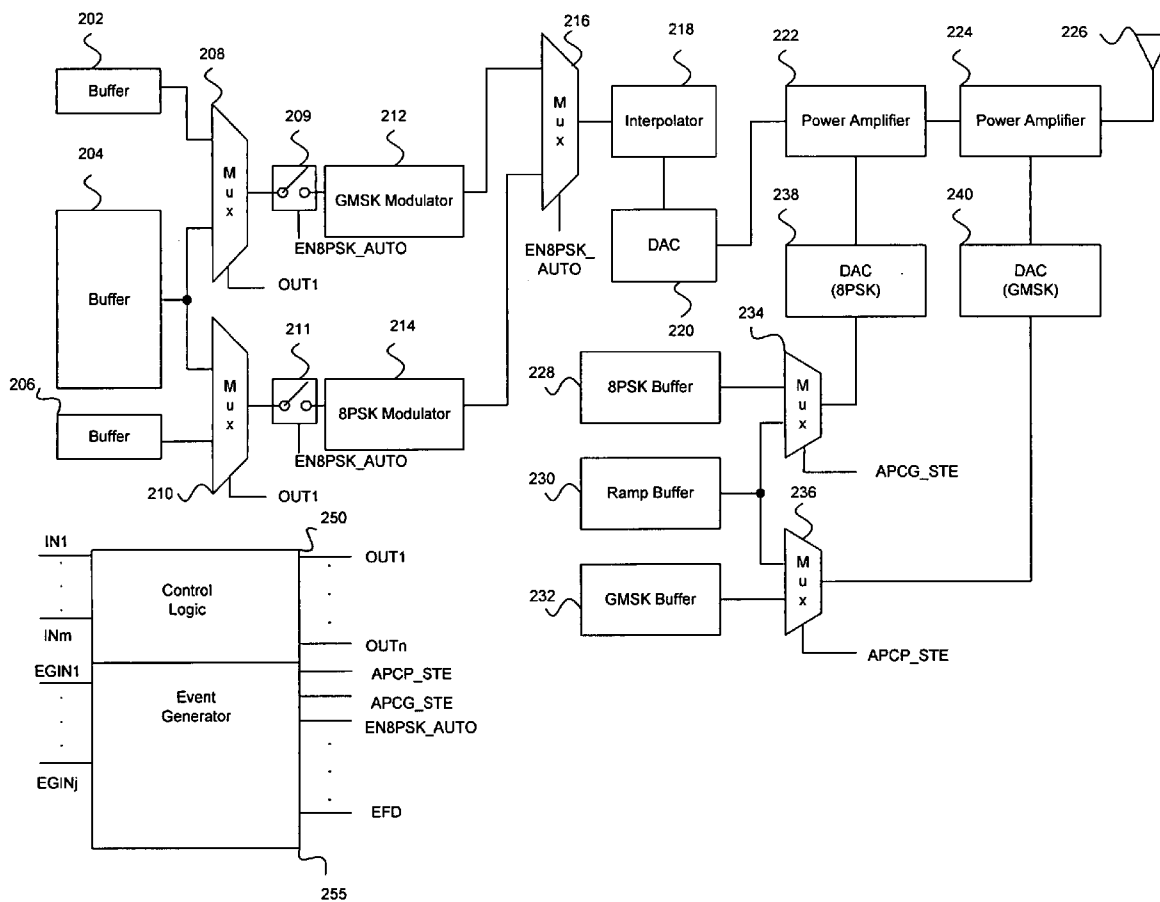 202
Buffer
208
204
Mux
209
212
GMSK Modulator
EN8PSK_AUTO
OUT1
Buffer
206
Buffer
Mux
210
211
214
8PSK Modulator
EN8PSK_AUTO
OUT1
216
Mux
EN8PSK_
AUTO
218
Interpolator
DAC
220
222
Power Amplifier
224
Power Amplifier
226
238
DAC
(8PSK)
240
DAC
(GMSK)
228
8PSK Buffer
234
Mux
APCG_STE
230
Ramp Buffer
236
Mux
232
GMSK Buffer
APCP_STE
250
IN1
.
.
.
INm
Control
Logic
OUT1
.
.
.
OUTn
EGIN1
.
.
.
EGINj
Event
Generator
APCP_STE
APCG_STE
EN8PSK_AUTO
.
.
.
EFD
255